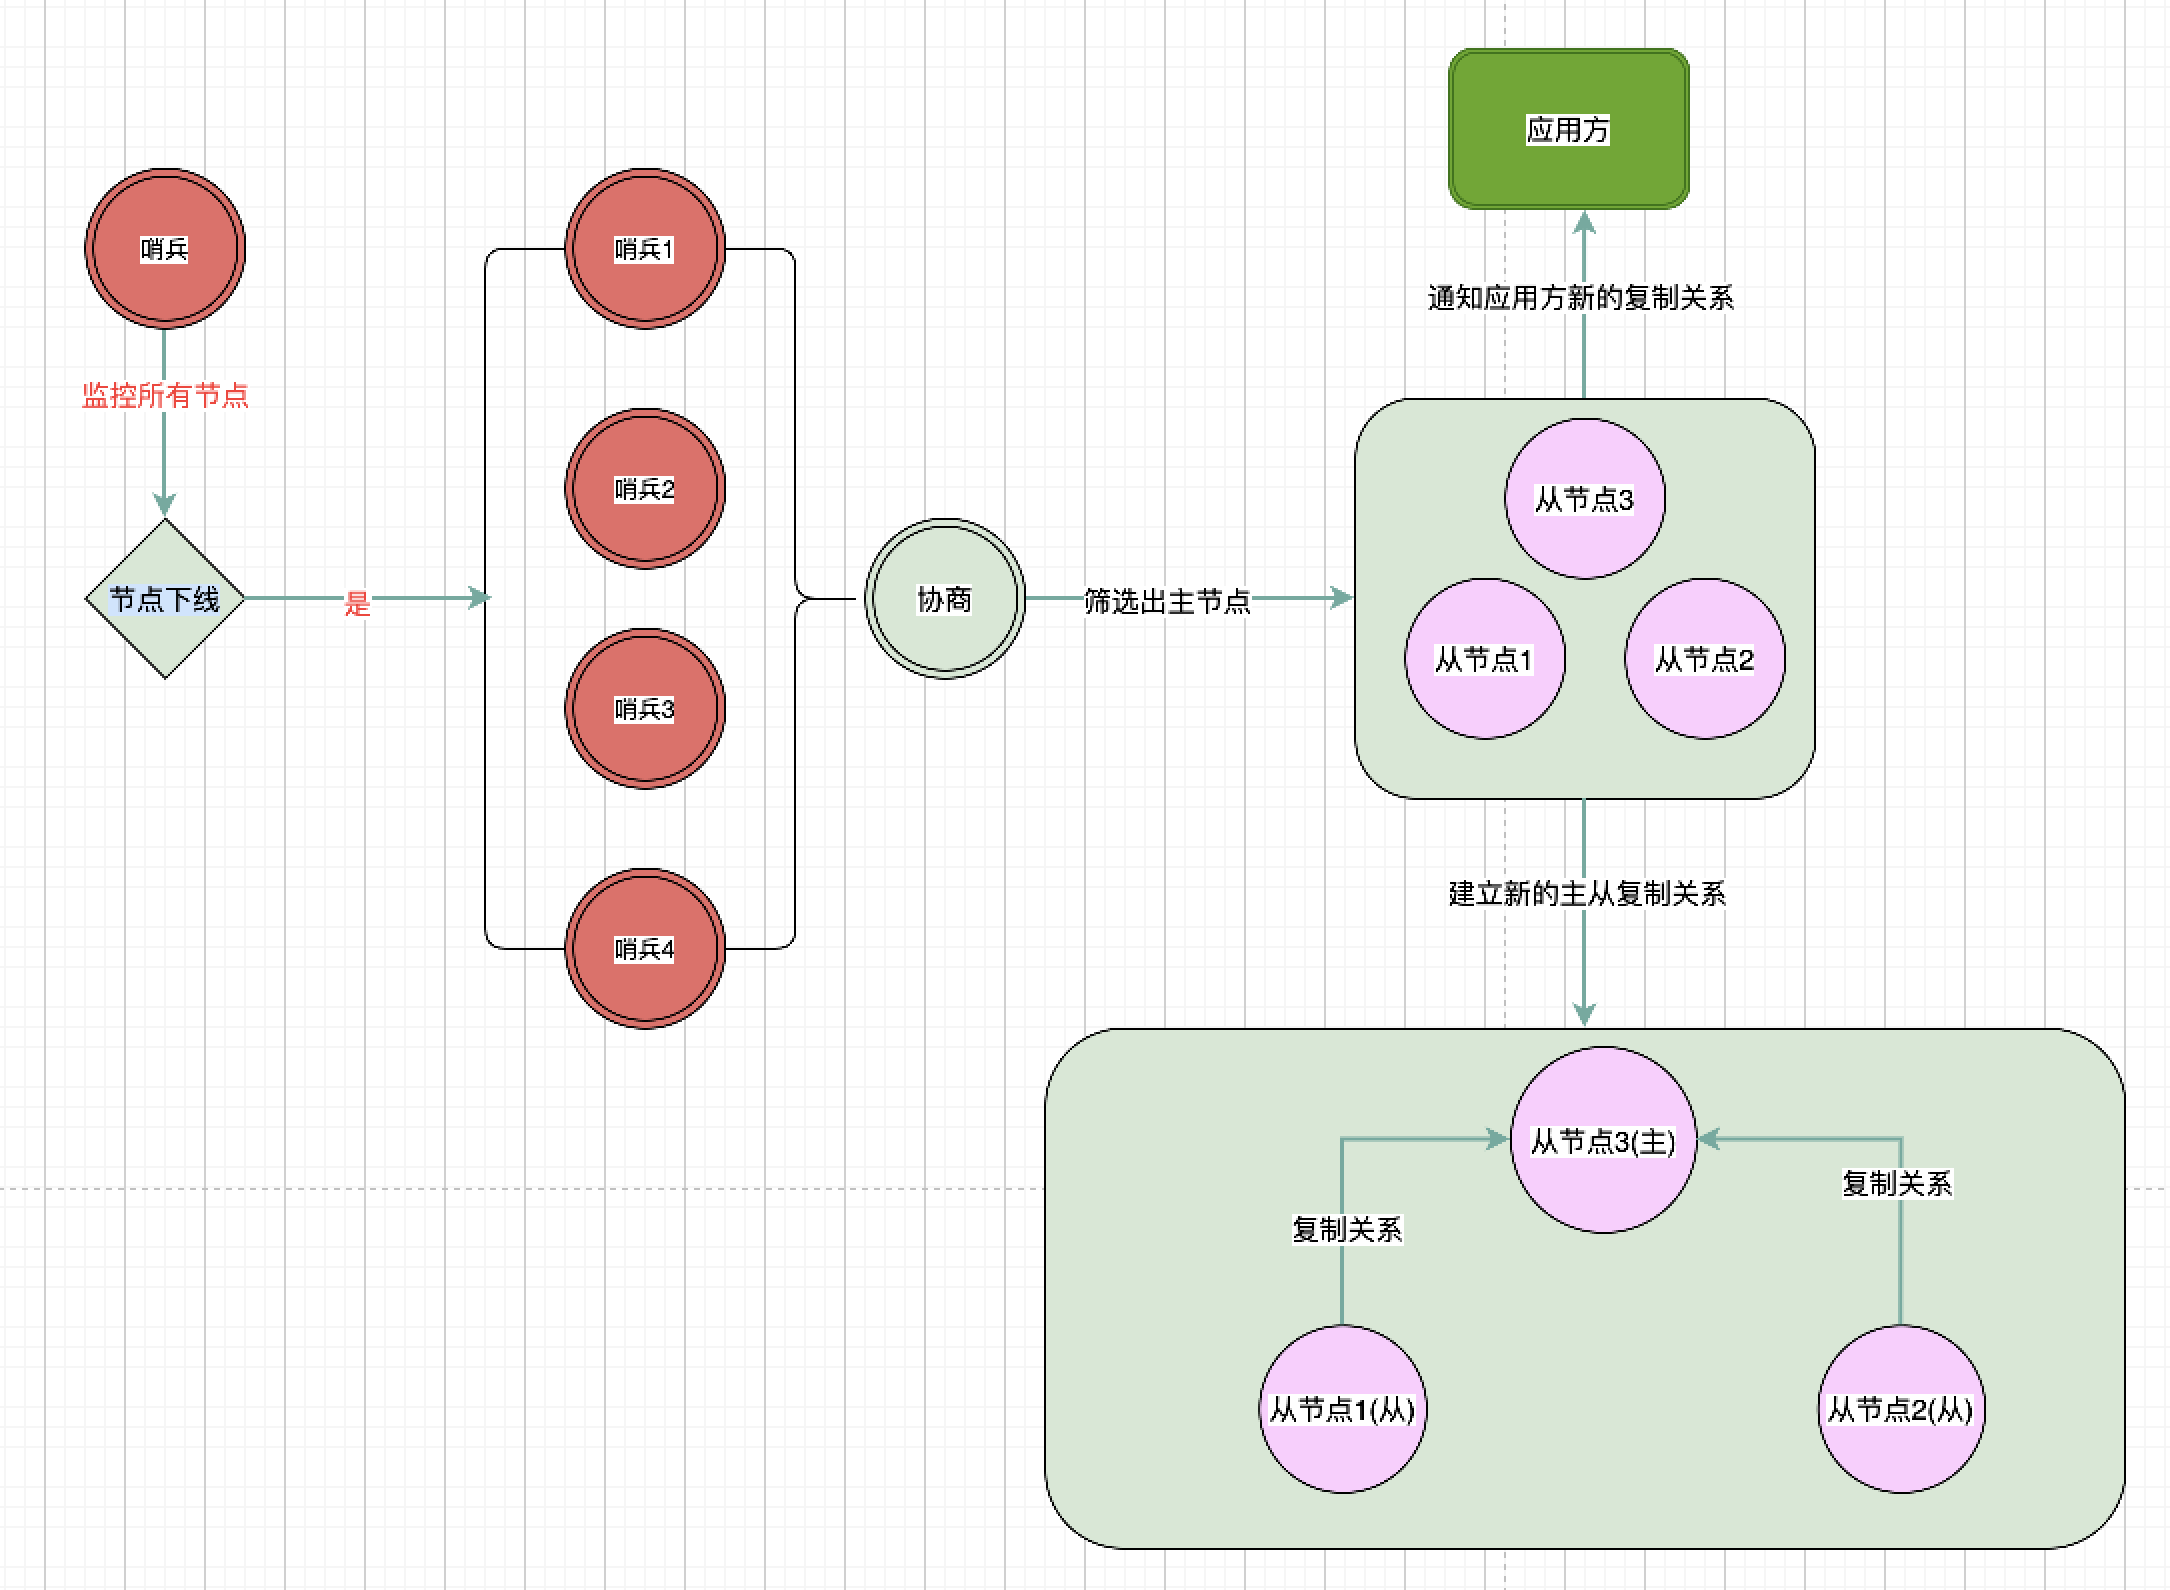 哨兵
监控所有节点
节点下线
是
哨兵1
哨兵2
哨兵3
哨兵4
协商
筛选出主节点
应用方
通知应用方新的复制关系
从节点3
从节点1
从节点2
建立新的主从复制关系
从节点3(主)
复制关系
复制关系
从节点1(从)
从节点2(从)